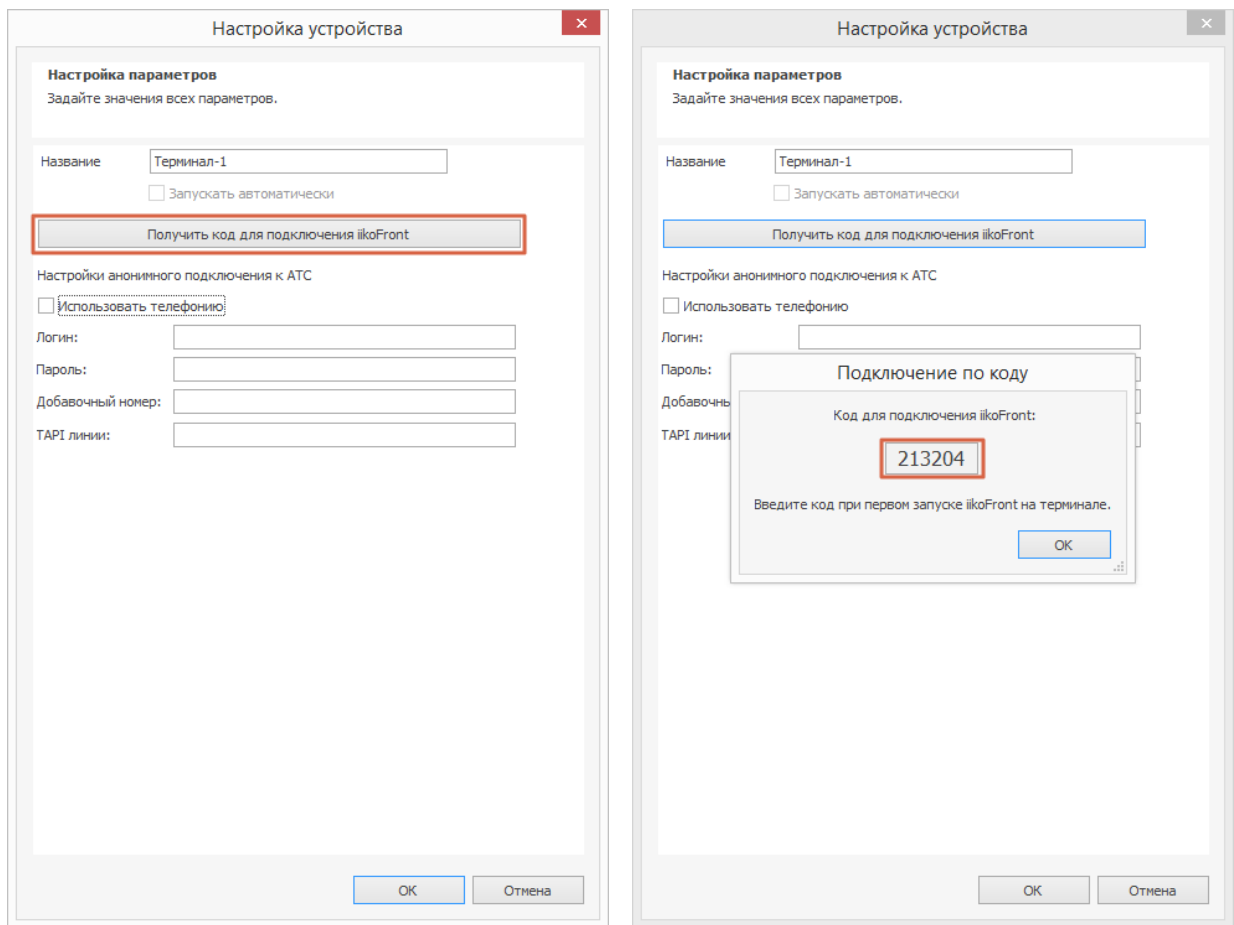 Настройка устройства
Настройка параметров
Задайте значения всех параметров.
Название Терминал-1
Запускать автоматически
Получить код для подключения iikoFront
Настройки анонимного подключения к АТС
Использовать телефонию
Логин:
Пароль:
Добавочный номер:
TAPI линии:
ОК Отмена
Настройка устройства
Настройка параметров
Задайте значения всех параметров.
Название Терминал-1
Запускать автоматически
Получить код для подключения iikoFront
Настройки анонимного подключения к АТС
Использовать телефонию
Логин:
Пароль:
Добавочнь
TAPI линии
Подключение по коду
Код для подключения iikoFront:
213204
Введите код при первом запуске iikoFront на терминале.
ОК
ОК Отмена